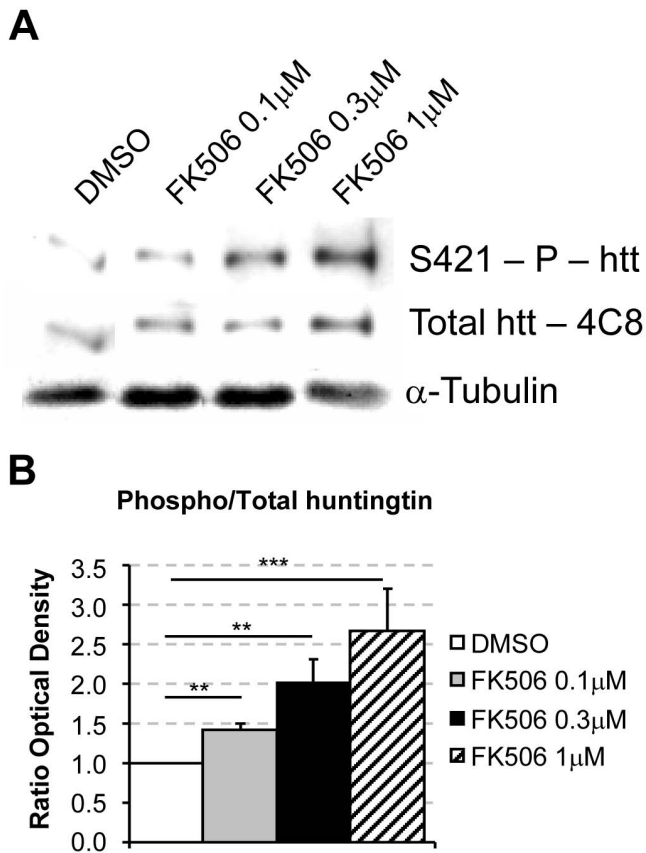 A
DMSO
FK506 0.1μM
FK506 0.3μM
FK506 1μM
S421 – P – htt
Total htt – 4C8
α-Tubulin
B
Phospho/Total huntingtin
Ratio Optical Density
3.5
3.0
2.5
2.0
1.5
1.0
0.5
0.0
***
**
**
DMSO
FK506 0.1μM
FK506 0.3μM
FK506 1μM